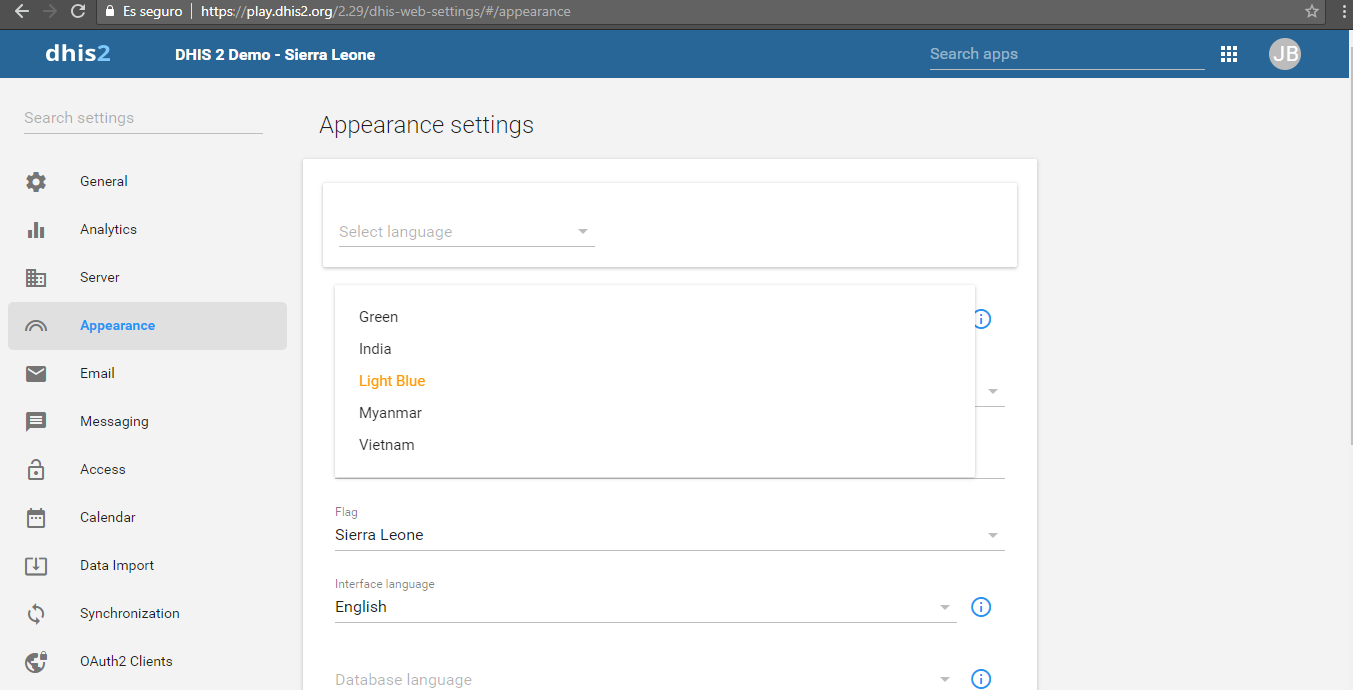 Es seguro | https://play.dhis2.org/2.29/dhis-web-settings/#/appearance
dhis2
DHIS 2 Demo - Sierra Leone
Search apps
JB
Search settings
General
Analytics
Server
Appearance
Email
Messaging
Access
Calendar
Data Import
Synchronization
OAuth2 Clients
Appearance settings
Select language
Green
India
Light Blue
Myanmar
Vietnam
Flag
Sierra Leone
Interface language
English
Database language